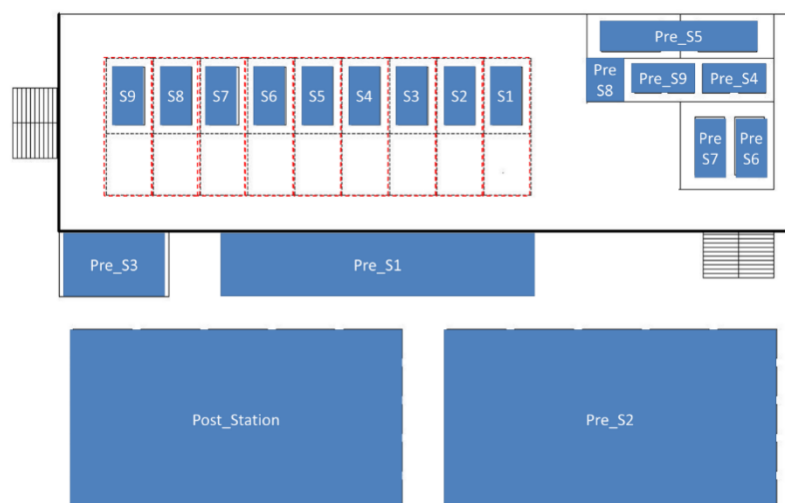 Pre_S5
Pre
S8
Pre_S9
Pre_S4
S9
S8
S7
S6
S5
S4
S3
S2
S1
Pre
S7
Pre
S6
Pre_S3
Pre_S1
Post_Station
Pre_S2